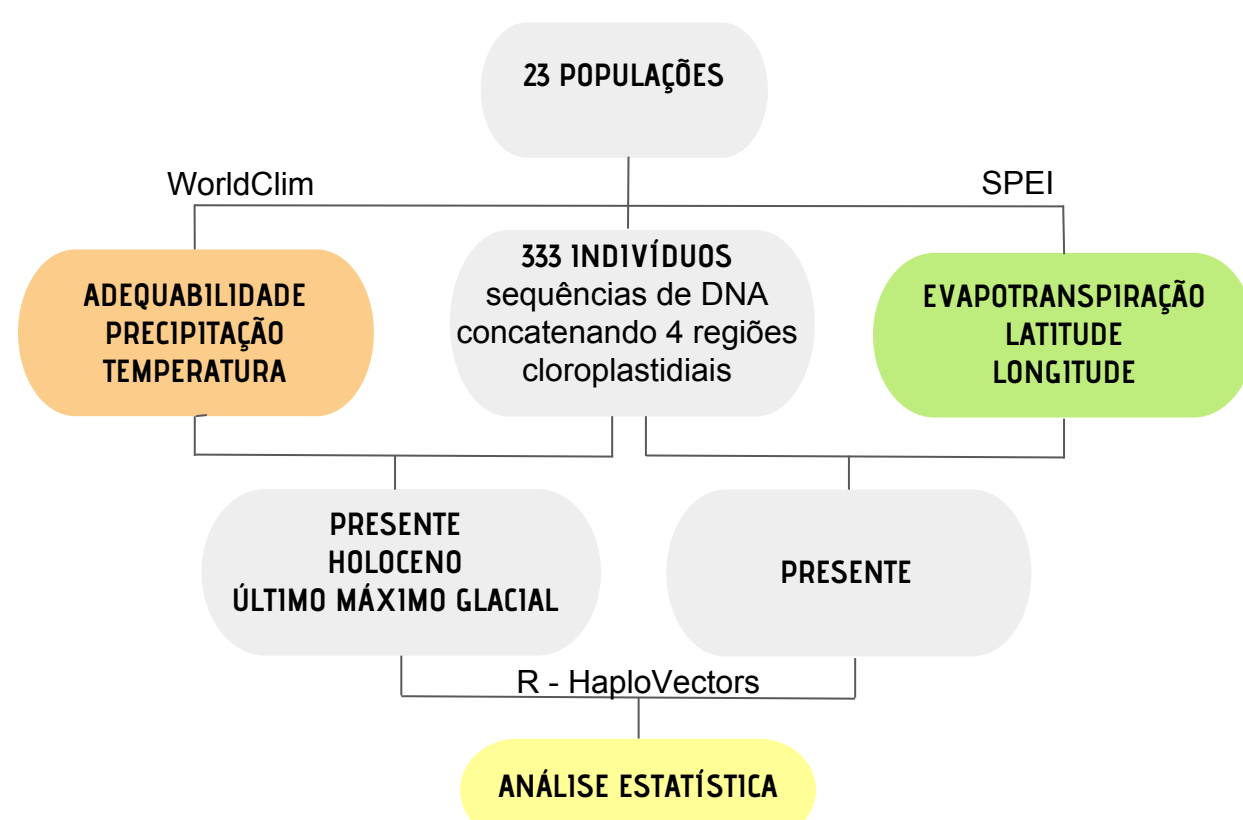 23 POPULAÇÕES
WorldClim
SPEI
ADEQUABILIDADE
PRECIPITAÇÃO
TEMPERATURA
333 INDIVÍDUOS
sequências de DNA
concatenando 4 regiões
cloroplastidiais
EVAPOTRANSPIRAÇÃO
LATITUDE
LONGITUDE
PRESENTE
HOLOCENO
ÚLTIMO MÁXIMO GLACIAL
PRESENTE
R - HaploVectors
ANÁLISE ESTATÍSTICA